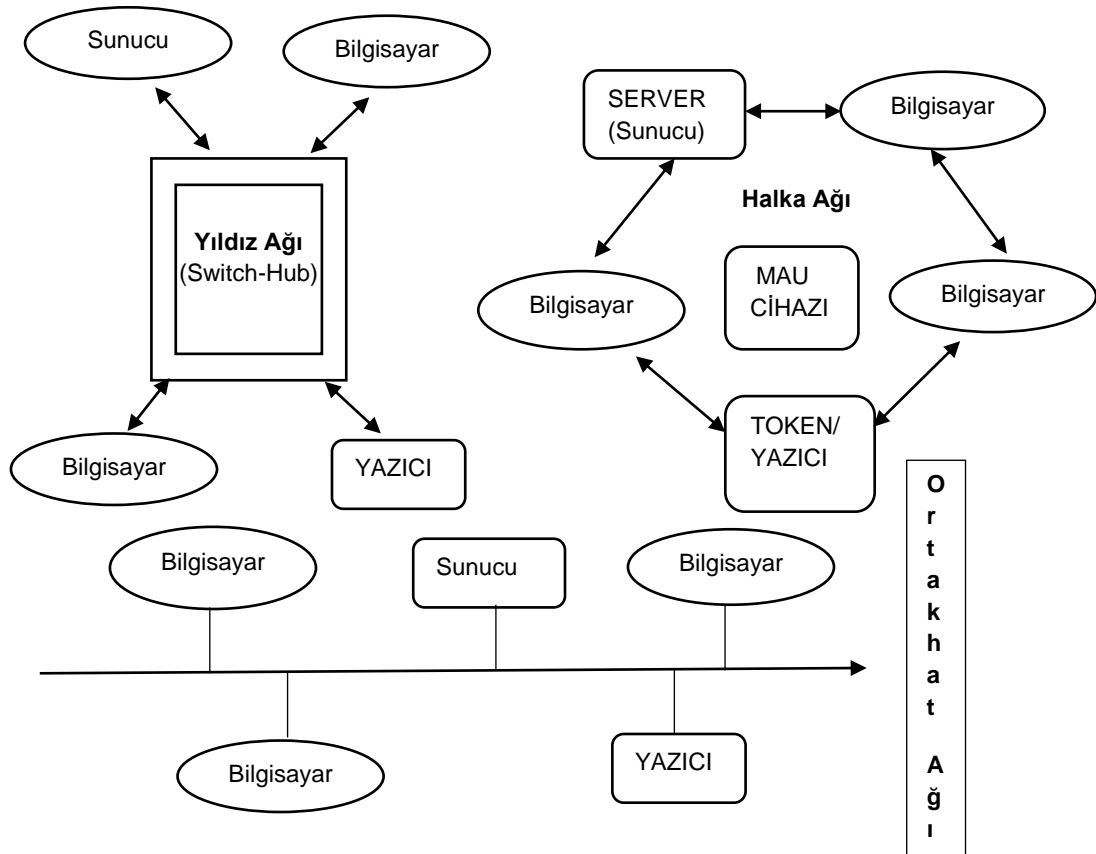 Sunucu
Bilgisayar
Yıldız Ağı
(Switch-Hub)
Bilgisayar
YAZICI
SERVER
(Sunucu)
Bilgisayar
Halka Ağı
Bilgisayar
MAU
CİHAZI
Bilgisayar
TOKEN/
YAZICI
Bilgisayar
Sunucu
Bilgisayar
Bilgisayar
YAZICI
O
r
t
a
k
h
a
t
A
ğ
ı